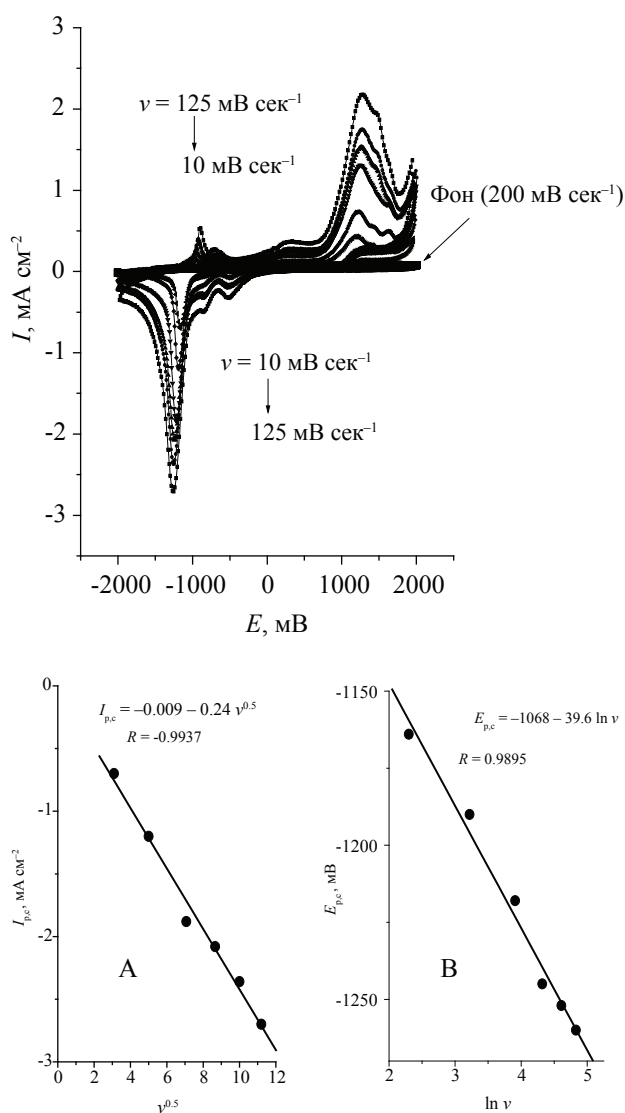 3
2
1
0
-1
-2
-3
I, мА см⁻²
v = 125 мВ сек⁻¹
10 мВ сек⁻¹
Фон (200 мВ сек⁻¹)
v = 10 мВ сек⁻¹
125 мВ сек⁻¹
-2000 -1000 0 1000 2000
E, мВ
0
-1
-2
-3
I_p,c, мА см⁻²
I_p,c = –0.009 – 0.24 v^0.5
R = -0.9937
A
0 2 4 6 8 10 12
v^0.5
-1150
-1200
-1250
E_p,c, мВ
E_p,c = –1068 – 39.6 ln v
R = 0.9895
B
2 3 4 5
ln v